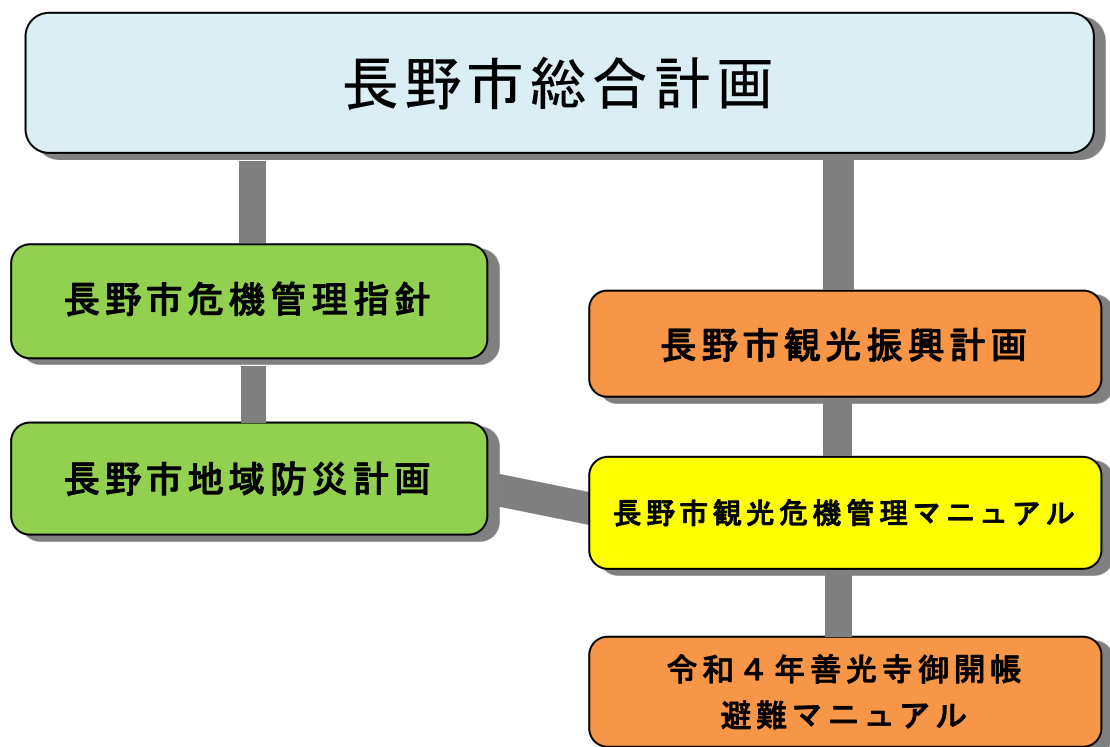 長野市総合計画
長野市危機管理指針
長野市観光振興計画
長野市地域防災計画
長野市観光危機管理マニュアル
令和４年善光寺御開帳
避難マニュアル